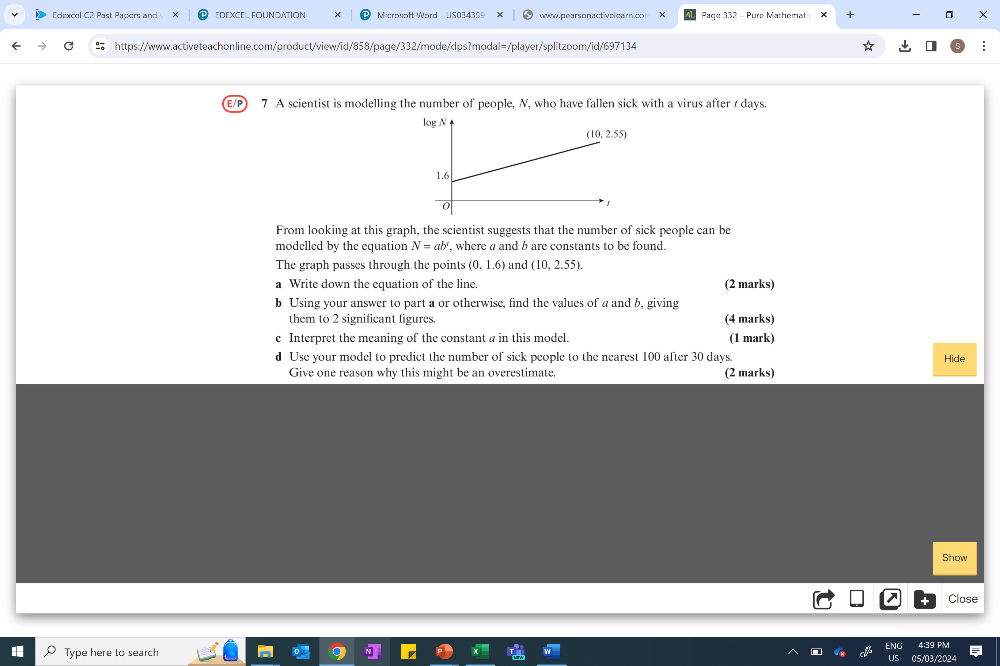 Edexcel C2 Past Papers and
EDEXCEL FOUNDATION
Microsoft Word - US034359_
www.pearsonactivelearn.com
Page 332 – Pure Mathematic
https://www.activeteachonline.com/product/view/id/858/page/332/mode/dps?modal=/player/splitzoom/id/697134
S
E/P 7 A scientist is modelling the number of people, N, who have fallen sick with a virus after t days.
log N
(10, 2.55)
1.6
O
t
From looking at this graph, the scientist suggests that the number of sick people can be
modelled by the equation N = abᵗ, where a and b are constants to be found.
The graph passes through the points (0, 1.6) and (10, 2.55).
a Write down the equation of the line. (2 marks)
b Using your answer to part a or otherwise, find the values of a and b, giving
them to 2 significant figures. (4 marks)
c Interpret the meaning of the constant a in this model. (1 mark)
d Use your model to predict the number of sick people to the nearest 100 after 30 days.
Give one reason why this might be an overestimate. (2 marks)
Hide
Show
Close
Type here to search
NEW
ENG
US
4:39 PM
05/03/2024